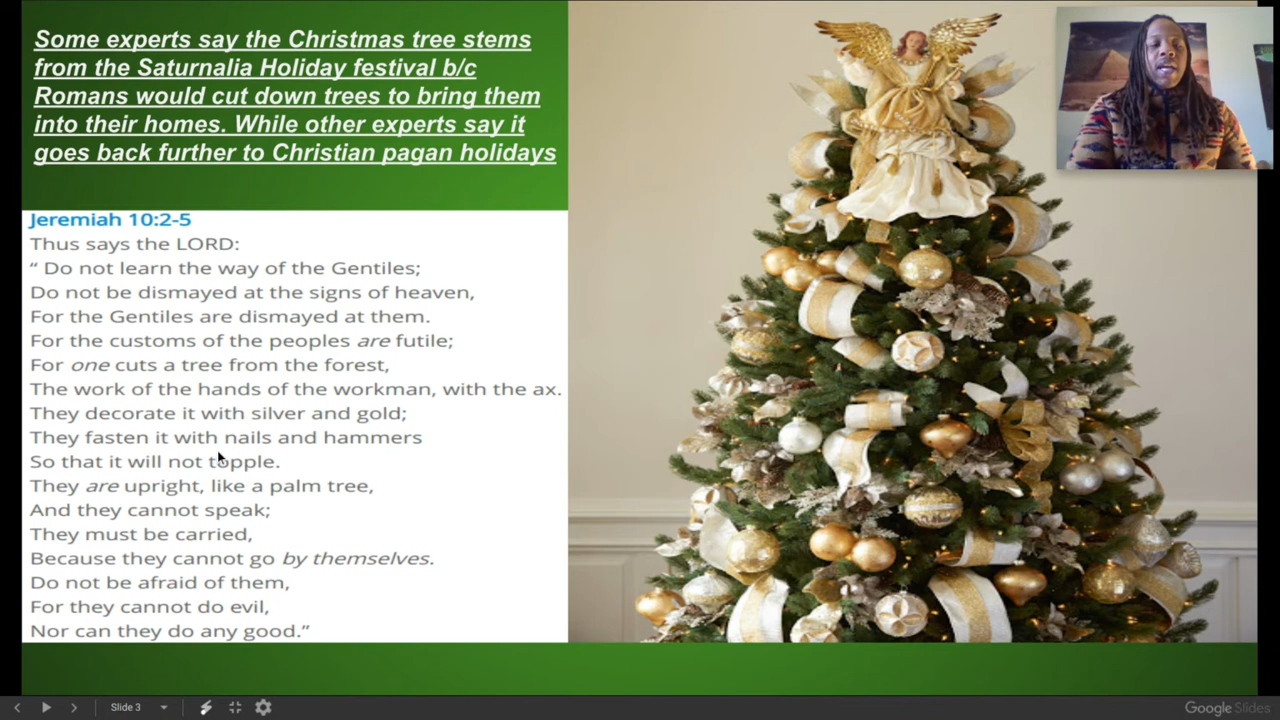 Some experts say the Christmas tree stems
from the Saturnalia Holiday festival b/c
Romans would cut down trees to bring them
into their homes. While other experts say it
goes back further to Christian pagan holidays
Jeremiah 10:2-5
Thus says the LORD:
“ Do not learn the way of the Gentiles;
Do not be dismayed at the signs of heaven,
For the Gentiles are dismayed at them.
For the customs of the peoples are futile;
For one cuts a tree from the forest,
The work of the hands of the workman, with the ax.
They decorate it with silver and gold;
They fasten it with nails and hammers
So that it will not topple.
They are upright, like a palm tree,
And they cannot speak;
They must be carried,
Because they cannot go by themselves.
Do not be afraid of them,
For they cannot do evil,
Nor can they do any good.”
Slide 3
Google Slides